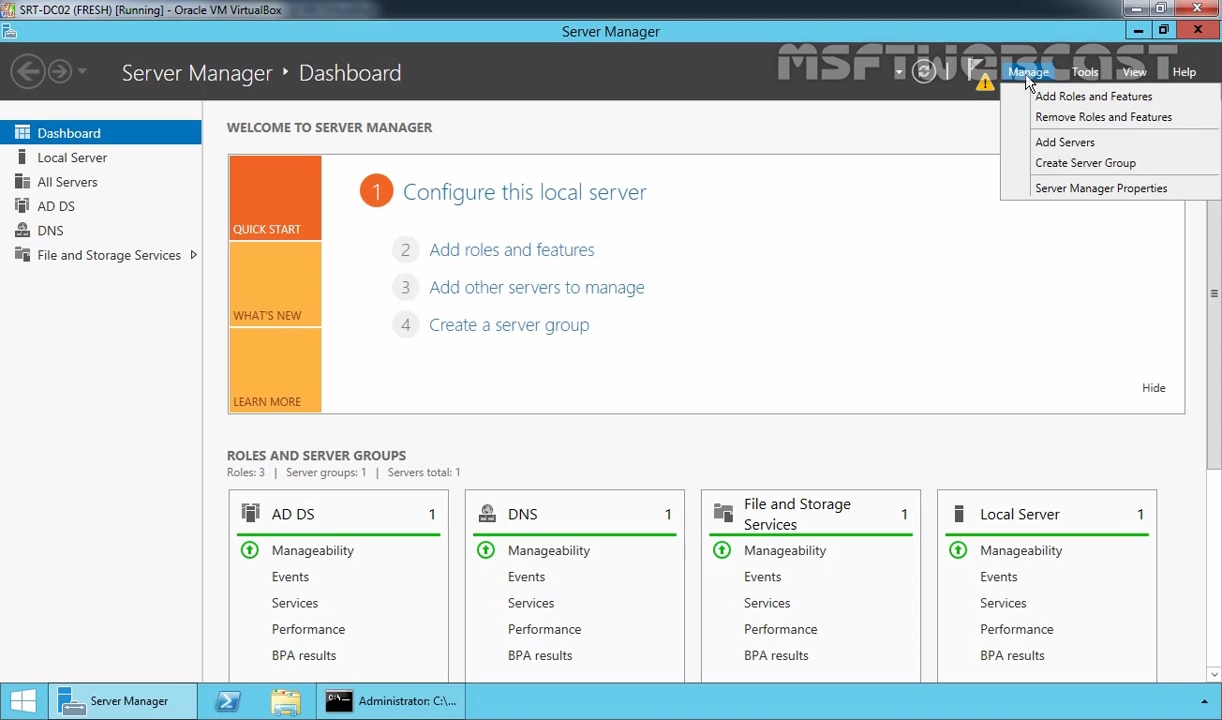 SRT-DC02 (FRESH) [Running] - Oracle VM VirtualBox
Server Manager
Server Manager ‣ Dashboard
MSFTWEBCAST
Manage Tools View Help
Add Roles and Features
Remove Roles and Features
Add Servers
Create Server Group
Server Manager Properties
Dashboard
Local Server
All Servers
AD DS
DNS
File and Storage Services
WELCOME TO SERVER MANAGER
QUICK START
WHAT'S NEW
LEARN MORE
1 Configure this local server
2 Add roles and features
3 Add other servers to manage
4 Create a server group
Hide
ROLES AND SERVER GROUPS
Roles: 3 | Server groups: 1 | Servers total: 1
AD DS 1
Manageability
Events
Services
Performance
BPA results
DNS 1
Manageability
Events
Services
Performance
BPA results
File and Storage
Services 1
Manageability
Events
Services
Performance
BPA results
Local Server 1
Manageability
Events
Services
Performance
BPA results
Server Manager
Administrator: C:\...